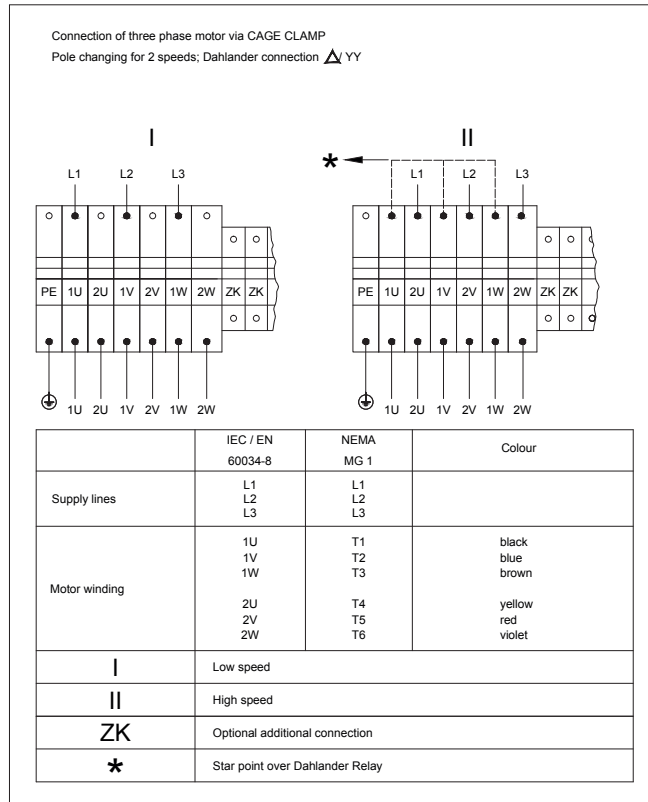 Connection of three phase motor via CAGE CLAMP
Pole changing for 2 speeds; Dahlander connection △/ YY
I
II
*
L1 L2 L3
L1 L2 L3
PE 1U 2U 1V 2V 1W 2W ZK ZK
PE 1U 2U 1V 2V 1W 2W ZK ZK
1U 2U 1V 2V 1W 2W
1U 2U 1V 2V 1W 2W
IEC / EN
60034-8
NEMA
MG 1
Colour
Supply lines
L1 L1
L2 L2
L3 L3
Motor winding
1U T1 black
1V T2 blue
1W T3 brown
2U T4 yellow
2V T5 red
2W T6 violet
I Low speed
II High speed
ZK Optional additional connection
* Star point over Dahlander Relay